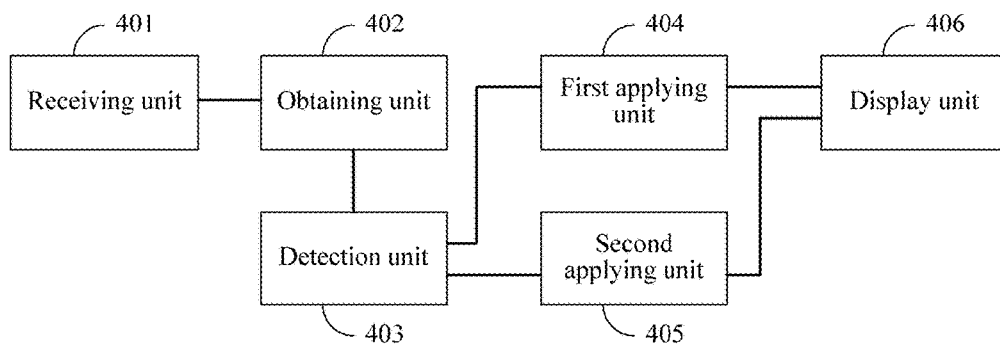 401
402
404
406
Receiving unit
Obtaining unit
First applying
unit
Display unit
Detection unit
Second
applying unit
403
405